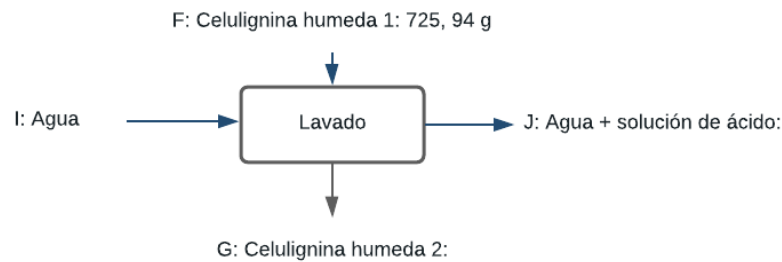 F: Celulignina humeda 1: 725, 94 g
I: Agua
Lavado
J: Agua + solución de ácido:
G: Celulignina humeda 2: